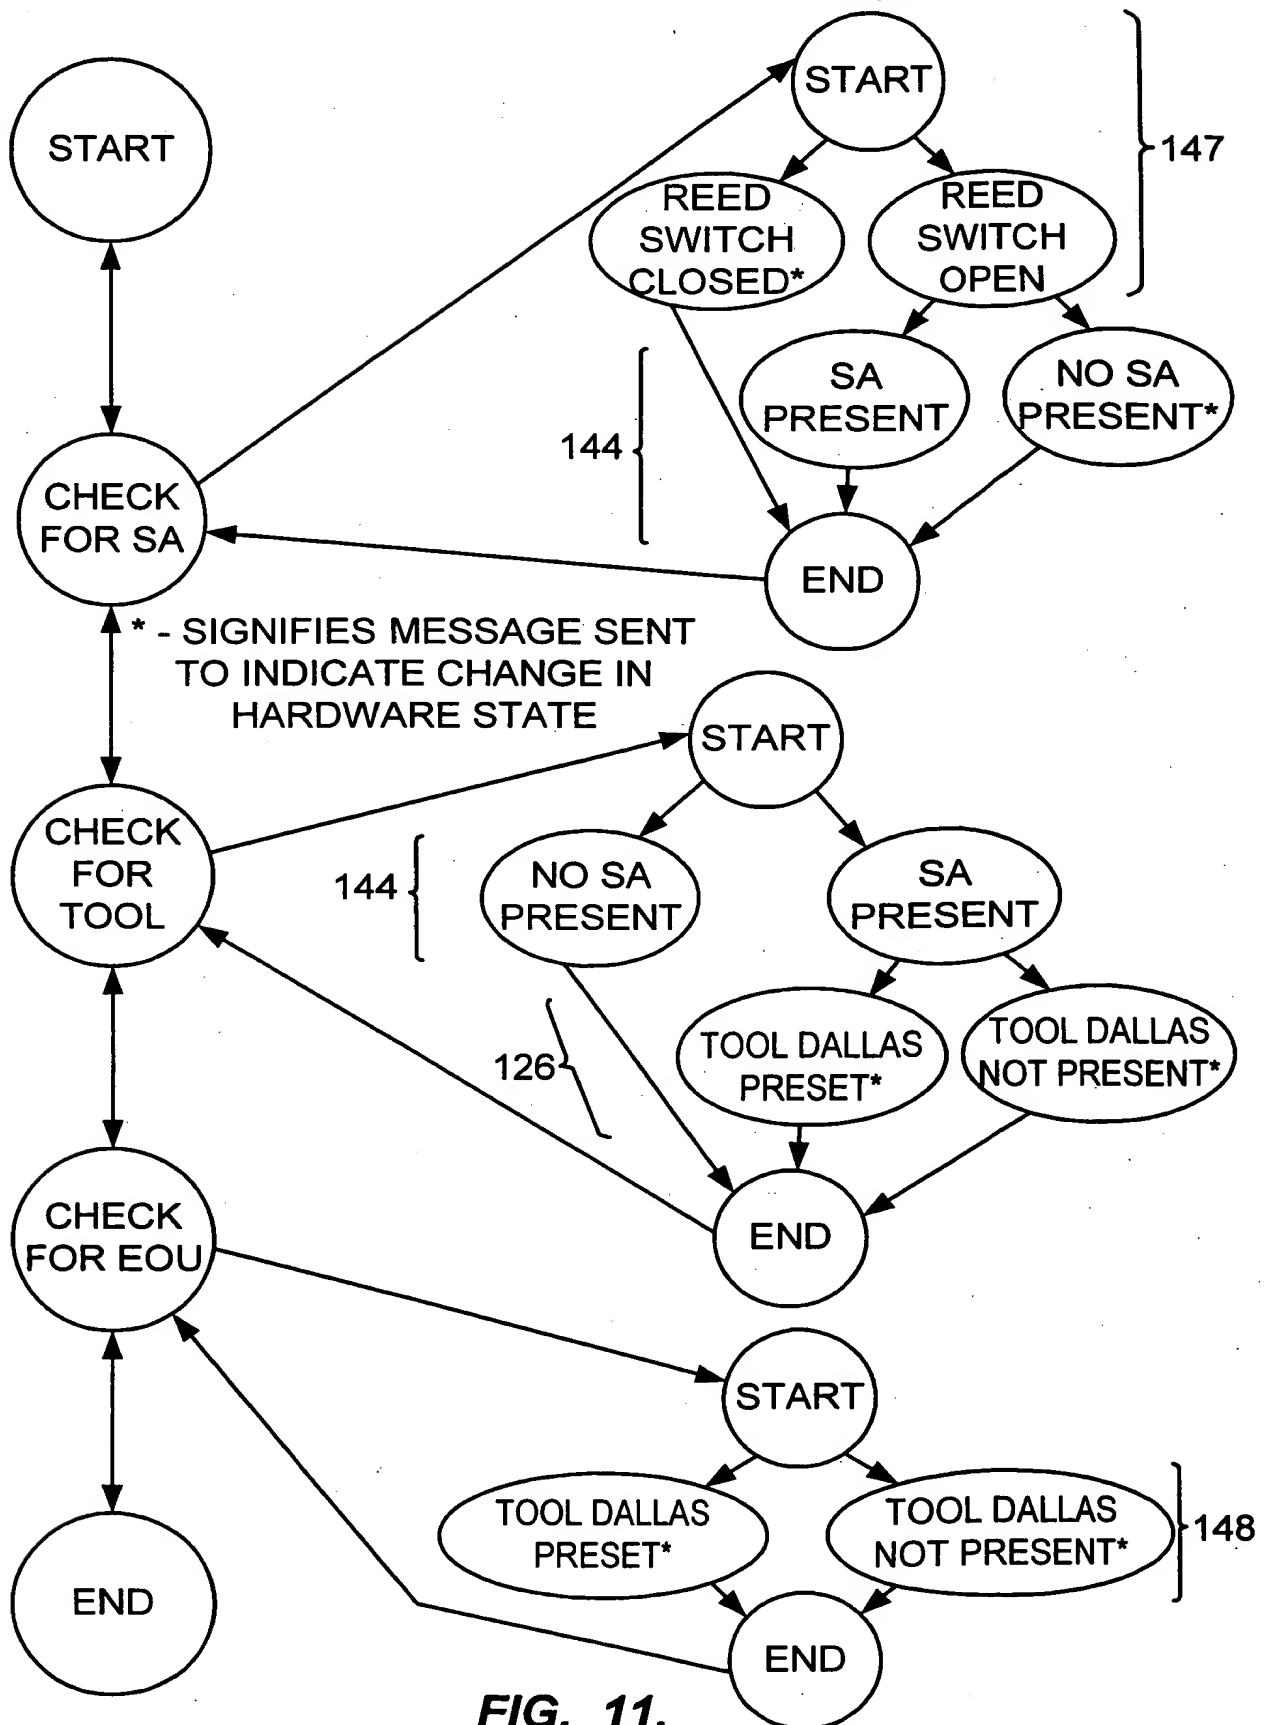 START
CHECK
FOR SA
START
REED
SWITCH
CLOSED*
REED
SWITCH
OPEN
147
SA
PRESENT
NO SA
PRESENT*
144
END
* - SIGNIFIES MESSAGE SENT
TO INDICATE CHANGE IN
HARDWARE STATE
CHECK
FOR
TOOL
START
144
NO SA
PRESENT
SA
PRESENT
126
TOOL DALLAS
PRESET*
TOOL DALLAS
NOT PRESENT*
END
CHECK
FOR EOU
START
TOOL DALLAS
PRESET*
TOOL DALLAS
NOT PRESENT*
148
END
END
FIG. 11.